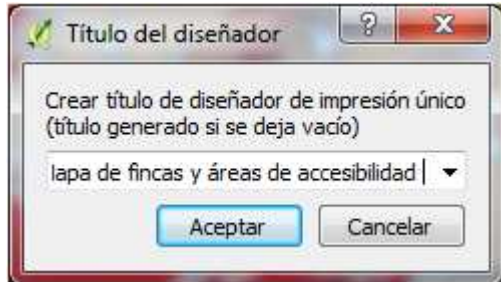 Título del diseñador
Crear título de diseñador de impresión único
(título generado si se deja vacío)
lapa de fincas y áreas de accesibilidad
Aceptar
Cancelar